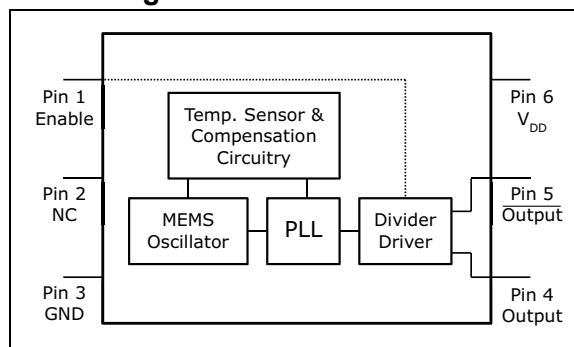 Pin 1
Enable
Pin 2
NC
Pin 3
GND
Temp. Sensor &
Compensation
Circuitry
MEMS
Oscillator
PLL
Divider
Driver
Pin 6
VDD
Pin 5
Output
Pin 4
Output